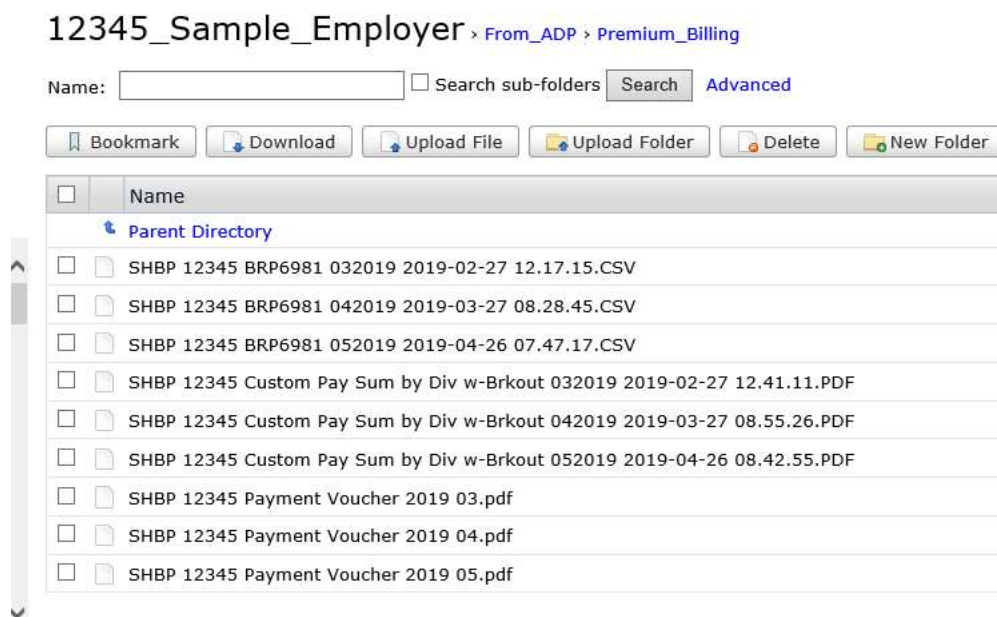 12345_Sample_Employer › From_ADP › Premium_Billing
Name: Search sub-folders Search Advanced
Bookmark Download Upload File Upload Folder Delete New Folder
Name
Parent Directory
SHBP 12345 BRP6981 032019 2019-02-27 12.17.15.CSV
SHBP 12345 BRP6981 042019 2019-03-27 08.28.45.CSV
SHBP 12345 BRP6981 052019 2019-04-26 07.47.17.CSV
SHBP 12345 Custom Pay Sum by Div w-Brkout 032019 2019-02-27 12.41.11.PDF
SHBP 12345 Custom Pay Sum by Div w-Brkout 042019 2019-03-27 08.55.26.PDF
SHBP 12345 Custom Pay Sum by Div w-Brkout 052019 2019-04-26 08.42.55.PDF
SHBP 12345 Payment Voucher 2019 03.pdf
SHBP 12345 Payment Voucher 2019 04.pdf
SHBP 12345 Payment Voucher 2019 05.pdf